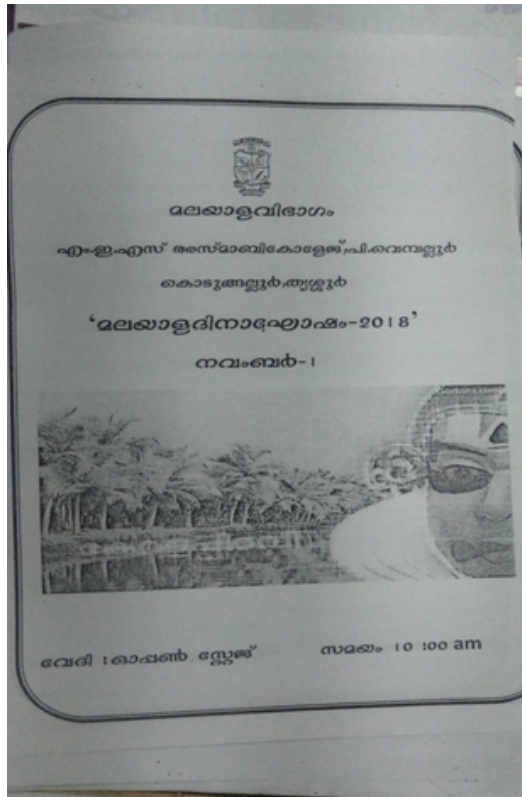 മലയാളവിഭാഗം
എം.ഇ.എസ് അസ്മാബികോളേജ്,പി.വെമ്പല്ലൂർ
കൊടുങ്ങല്ലൂർ,തൃശ്ശൂർ
‘മലയാളദിനാഘോഷം-2018’
നവംബർ-1
വേദി :ഓപ്പൺ സ്റ്റേജ് സമയം 10 :00 am